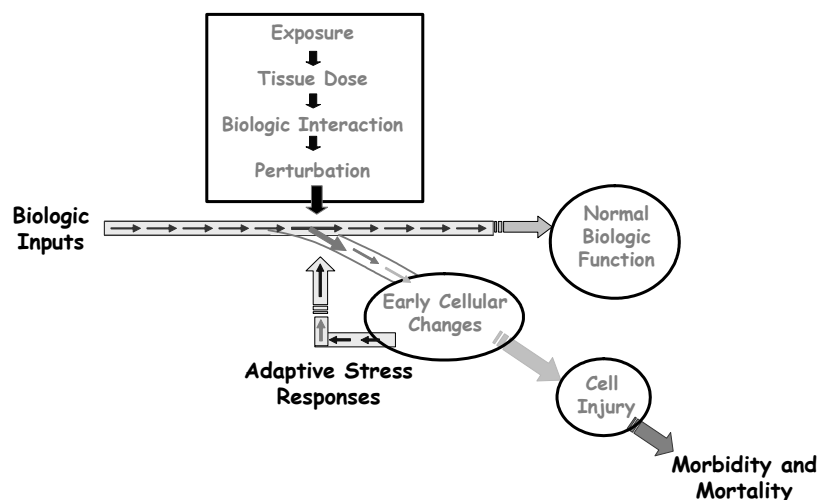 Exposure
Tissue Dose
Biologic Interaction
Perturbation
Biologic
Inputs
Normal
Biologic
Function
Early Cellular
Changes
Adaptive Stress
Responses
Cell
Injury
Morbidity and
Mortality